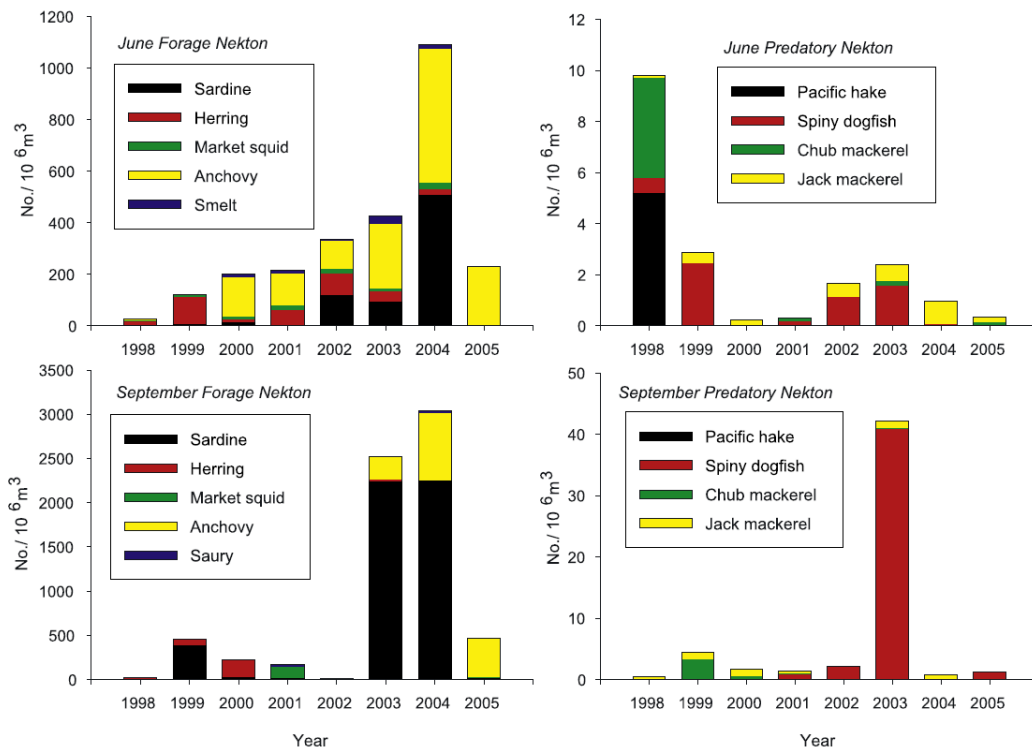 June Forage Nekton
Sardine
Herring
Market squid
Anchovy
Smelt
No./ 10 6m3
1200
1000
800
600
400
200
0
1998 1999 2000 2001 2002 2003 2004 2005
June Predatory Nekton
Pacific hake
Spiny dogfish
Chub mackerel
Jack mackerel
No./ 10 6m3
12
10
8
6
4
2
0
1998 1999 2000 2001 2002 2003 2004 2005
September Forage Nekton
Sardine
Herring
Market squid
Anchovy
Saury
No./ 10 6m3
3500
3000
2500
2000
1500
1000
500
0
1998 1999 2000 2001 2002 2003 2004 2005
Year
September Predatory Nekton
Pacific hake
Spiny dogfish
Chub mackerel
Jack mackerel
No./ 10 6m3
50
40
30
20
10
0
1998 1999 2000 2001 2002 2003 2004 2005
Year